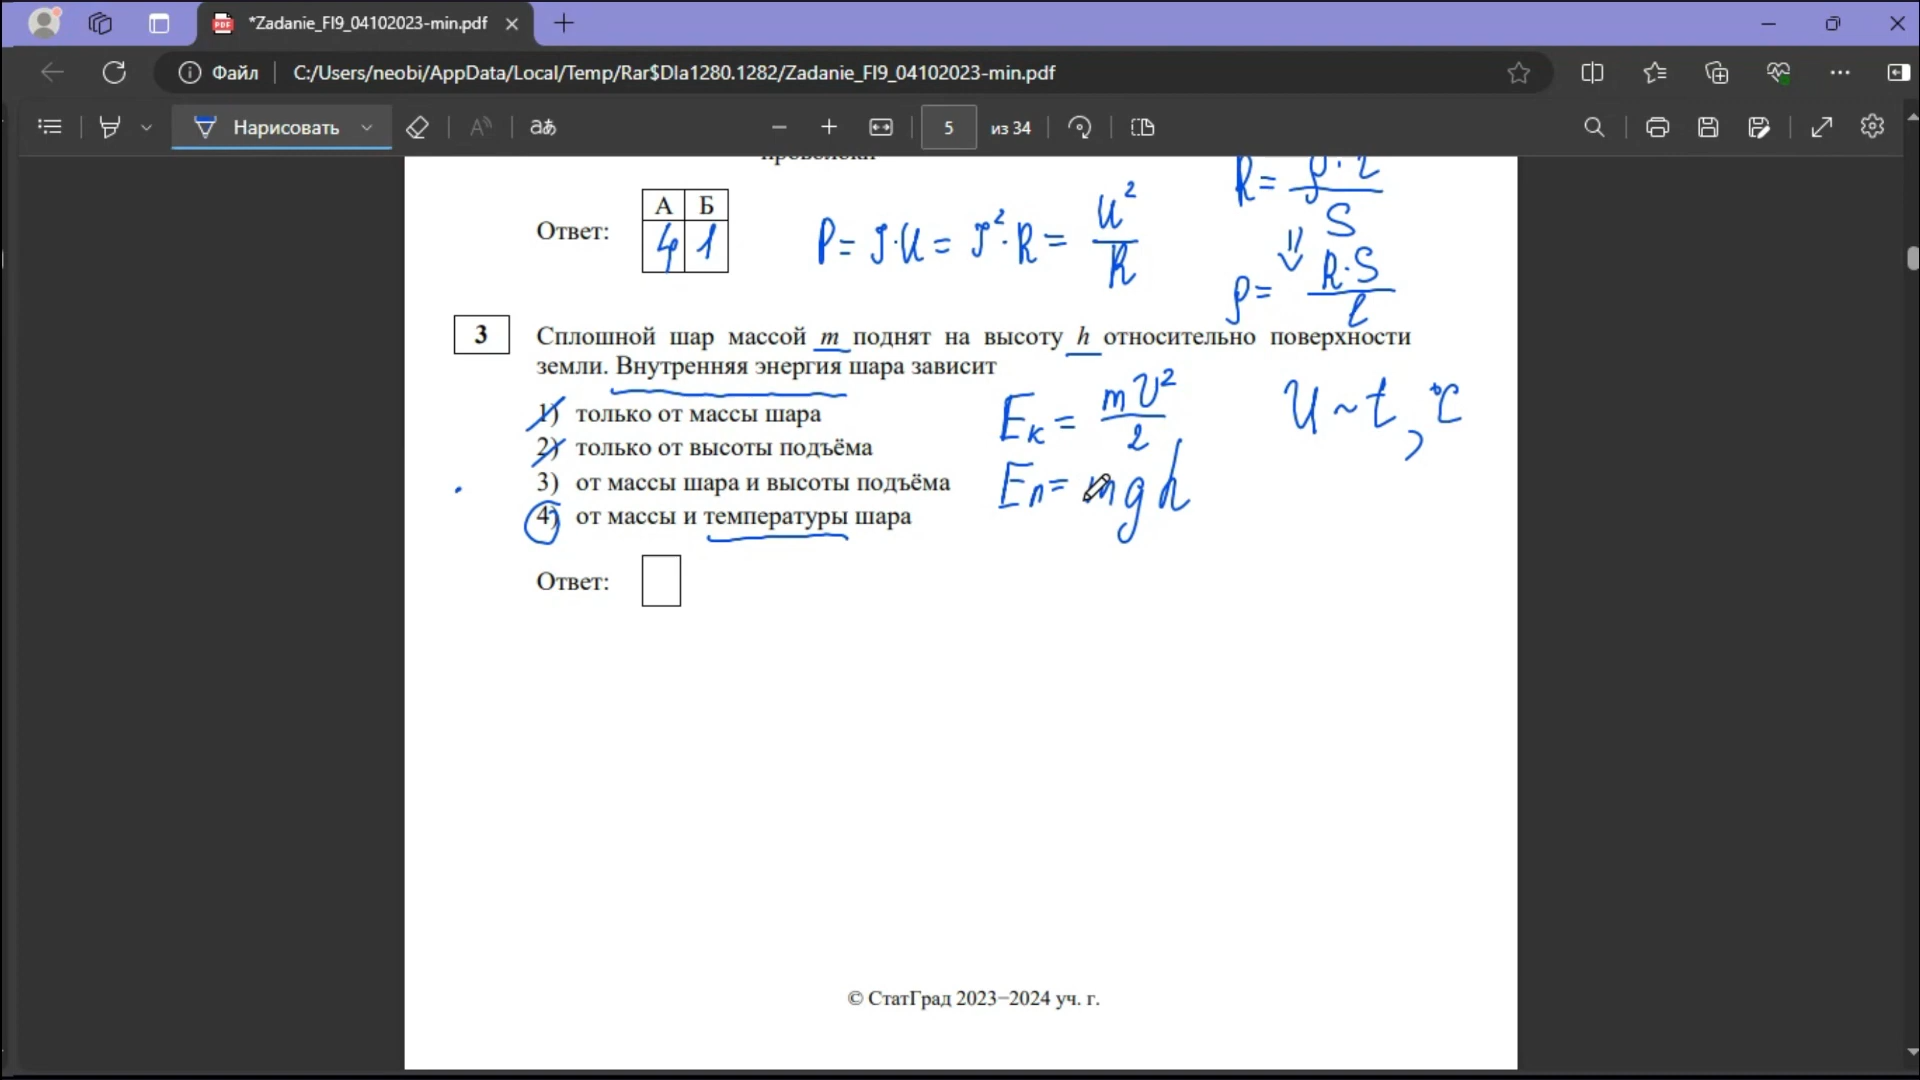 *Zadanie_FI9_04102023-min.pdf
Файл C:/Users/neobi/AppData/Local/Temp/Rar$DIa1280.1282/Zadanie_FI9_04102023-min.pdf
Нарисовать аあ 5 из 34
R = ρ · l / S
Ответ: А Б
4 1
P = I · U = I² · R = U² / R
ρ = R · S / l
3 Сплошной шар массой m поднят на высоту h относительно поверхности
земли. Внутренняя энергия шара зависит
1) только от массы шара
2) только от высоты подъёма
3) от массы шара и высоты подъёма
4) от массы и температуры шара
Eк = mV² / 2
Eп = mgh
U ~ t, °C
Ответ:
© СтатГрад 2023−2024 уч. г.